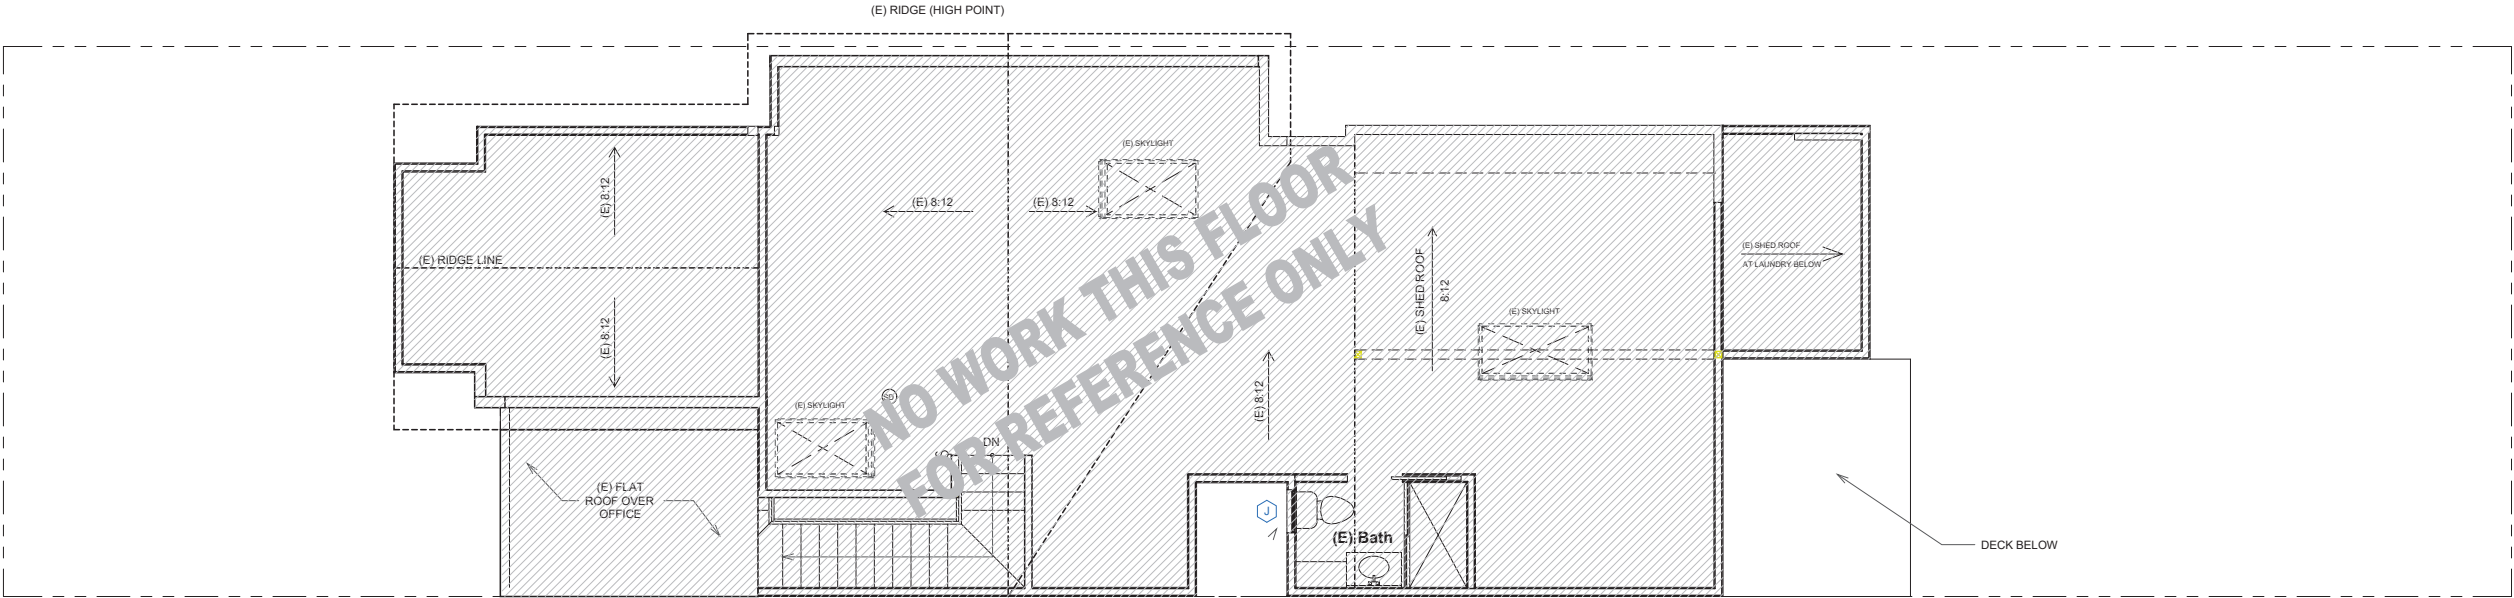 (E) RIDGE (HIGH POINT)
(E) SKYLIGHT
(E) 8:12
(E) 8:12
(E) 8:12
(E) RIDGE LINE
(E) 8:12
(E) SHED ROOF
8:12
(E) SHED ROOF
AT LAUNDRY BELOW
(E) SKYLIGHT
NO WORK THIS FLOOR
FOR REFERENCE ONLY
(E) 8:12
SD
(E) SKYLIGHT
DN
(E) FLAT
ROOF OVER
OFFICE
J
(E) Bath
DECK BELOW